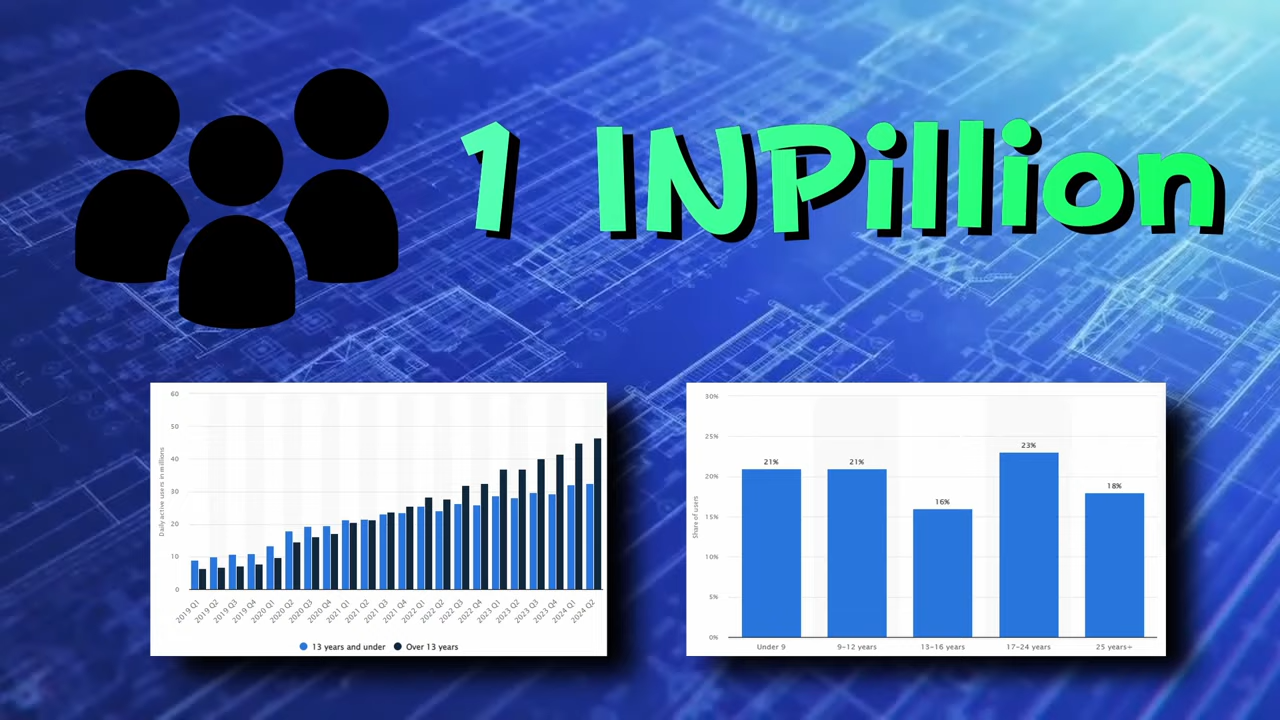 1 INPillion
60
50
40
30
20
10
0
Daily active users in millions
2019 Q1
2019 Q2
2019 Q3
2019 Q4
2020 Q1
2020 Q2
2020 Q3
2020 Q4
2021 Q1
2021 Q2
2021 Q3
2021 Q4
2022 Q1
2022 Q2
2022 Q3
2022 Q4
2023 Q1
2023 Q2
2023 Q3
2023 Q4
2024 Q1
2024 Q2
13 years and under Over 13 years
30%
25%
20%
15%
10%
5%
0%
Share of users
21%
21%
16%
23%
18%
Under 9
9-12 years
13-16 years
17-24 years
25 years+